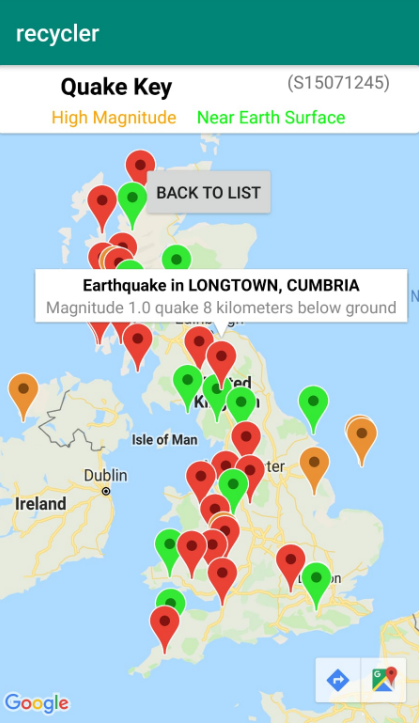 recycler
Quake Key
(S15071245)
High Magnitude
Near Earth Surface
BACK TO LIST
Earthquake in LONGTOWN, CUMBRIA
Magnitude 1.0 quake 8 kilometers below ground
N
Isle of Man
Dublin
Ireland
Google